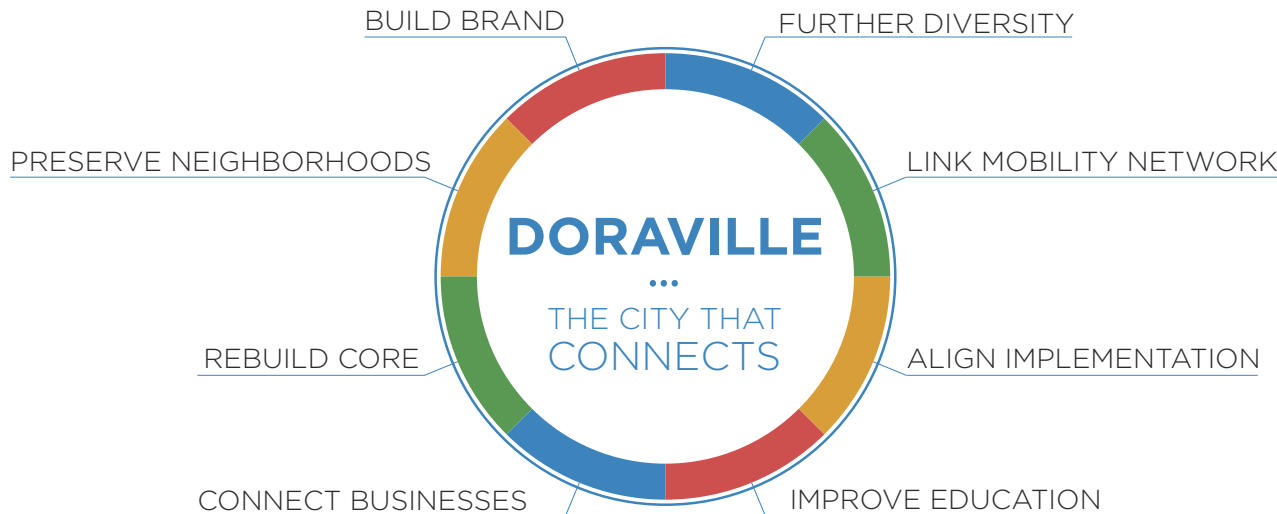 BUILD BRAND
FURTHER DIVERSITY
PRESERVE NEIGHBORHOODS
LINK MOBILITY NETWORK
DORAVILLE
...
THE CITY THAT
CONNECTS
REBUILD CORE
ALIGN IMPLEMENTATION
CONNECT BUSINESSES
IMPROVE EDUCATION